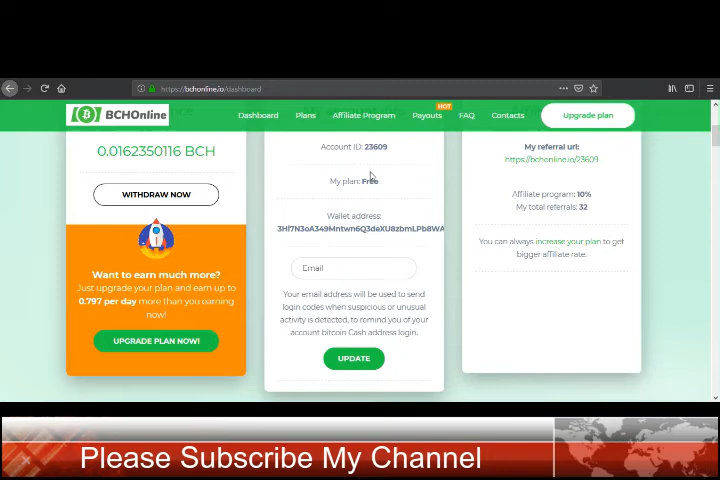 https://bchonline.io/dashboard
BCHOnline
Dashboard
Plans
Affiliate Program
Payouts
HOT
FAQ
Contacts
Upgrade plan
0.0162350116 BCH
WITHDRAW NOW
Want to earn much more?
Just upgrade your plan and earn up to
0.797 per day more than you earning
now!
UPGRADE PLAN NOW!
Account ID: 23609
My plan: Free
Wallet address:
Email
Your email address will be used to send
login codes when suspicious or unusual
activity is detected, to remind you of your
account bitcoin Cash address login.
UPDATE
My referral url:
https://bchonline.io/23609
Affiliate program: 10%
My total referrals: 32
You can always increase your plan to get
bigger affiliate rate.
Please Subscribe My Channel